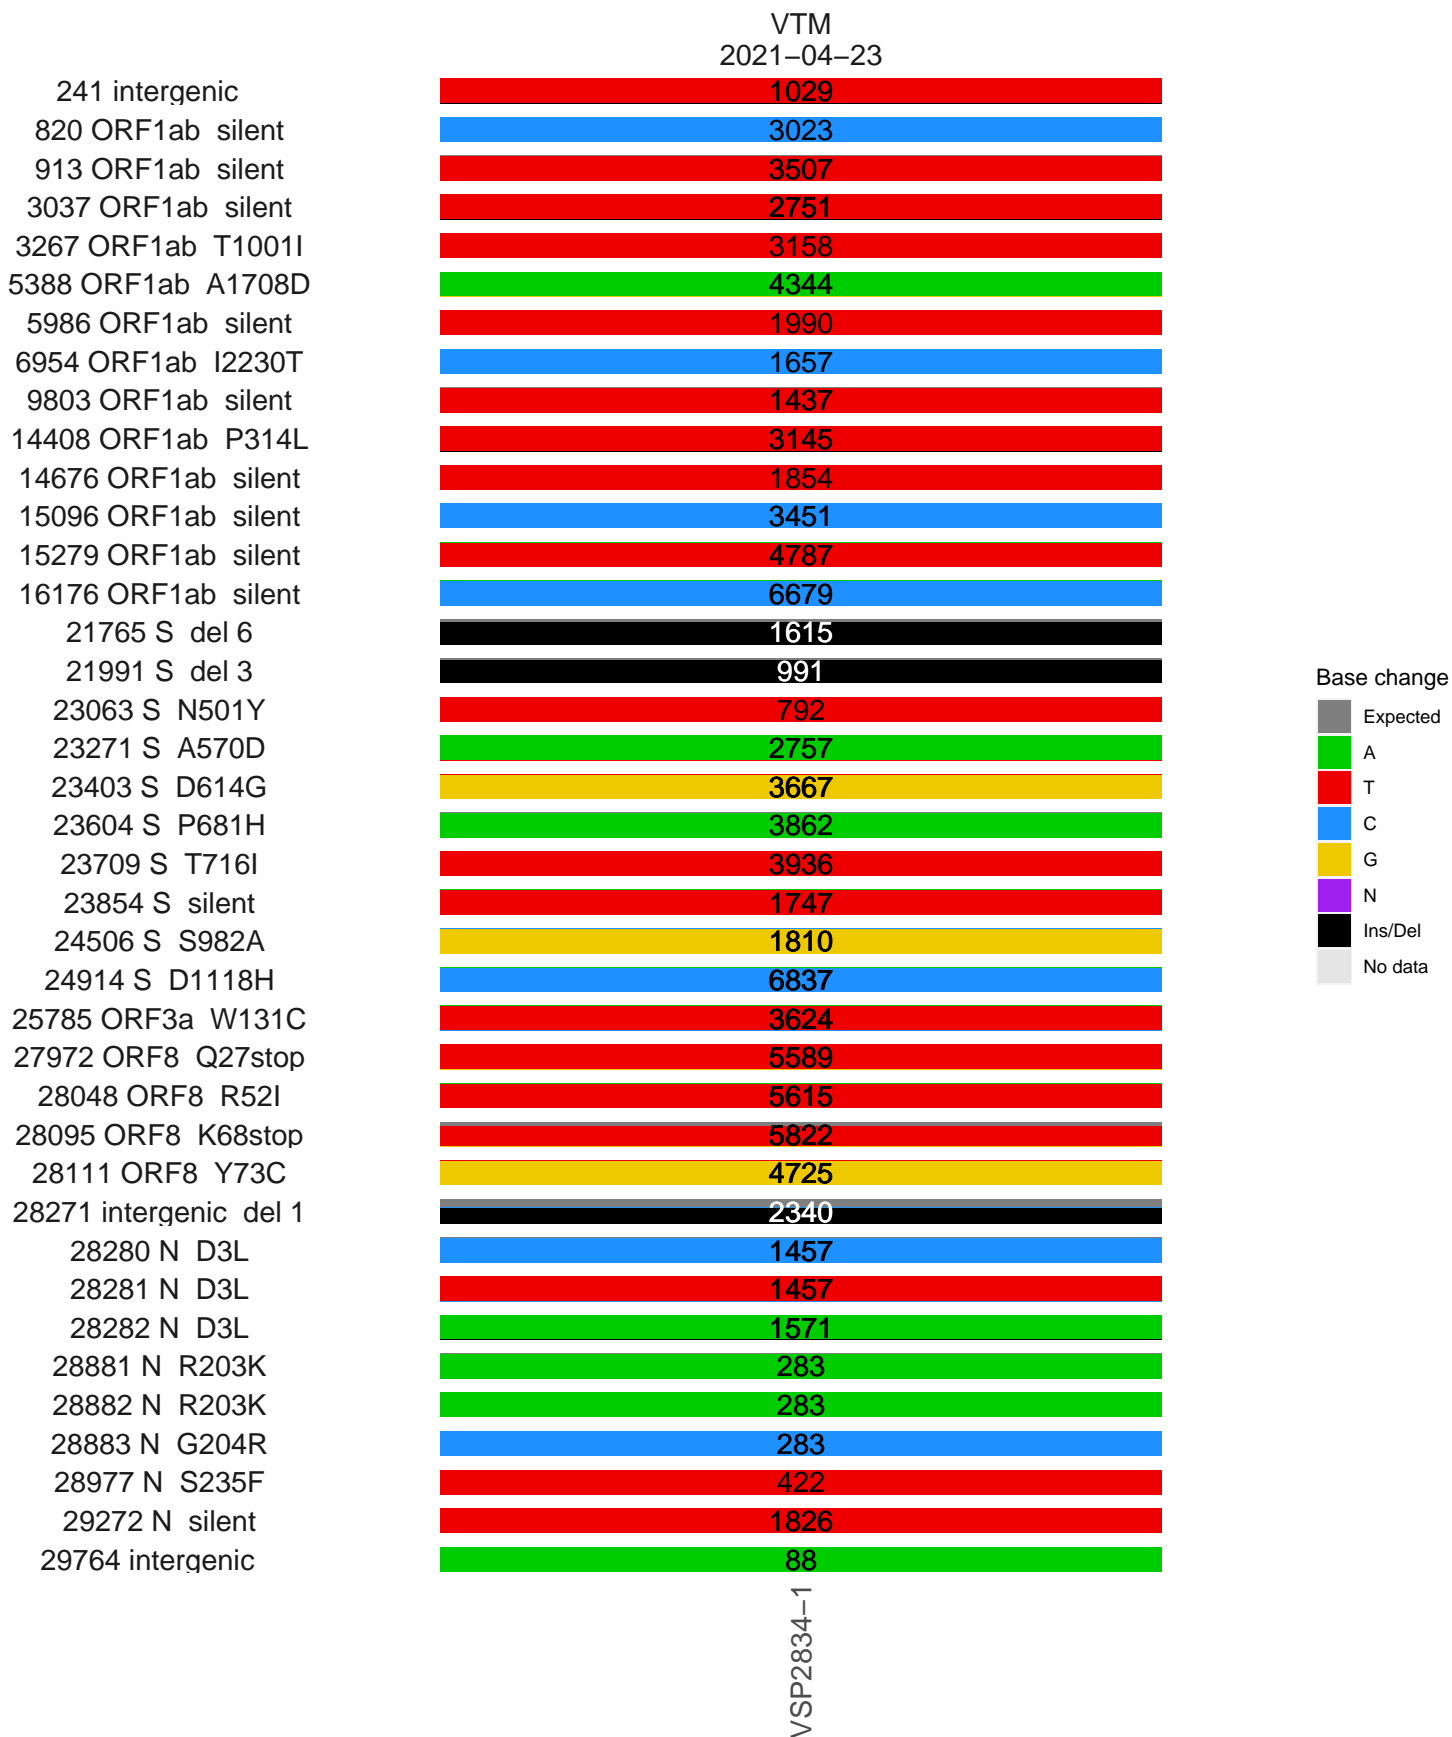 VTM
2021−04−23
241 intergenic 1029
820 ORF1ab silent 3023
913 ORF1ab silent 3507
3037 ORF1ab silent 2751
3267 ORF1ab T1001I 3158
5388 ORF1ab A1708D 4344
5986 ORF1ab silent 1990
6954 ORF1ab I2230T 1657
9803 ORF1ab silent 1437
14408 ORF1ab P314L 3145
14676 ORF1ab silent 1854
15096 ORF1ab silent 3451
15279 ORF1ab silent 4787
16176 ORF1ab silent 6679
21765 S del 6 1615
21991 S del 3 991
23063 S N501Y 792
23271 S A570D 2757
23403 S D614G 3667
23604 S P681H 3862
23709 S T716I 3936
23854 S silent 1747
24506 S S982A 1810
24914 S D1118H 6837
25785 ORF3a W131C 3624
27972 ORF8 Q27stop 5589
28048 ORF8 R52I 5615
28095 ORF8 K68stop 5822
28111 ORF8 Y73C 4725
28271 intergenic del 1 2340
28280 N D3L 1457
28281 N D3L 1457
28282 N D3L 1571
28881 N R203K 283
28882 N R203K 283
28883 N G204R 283
28977 N S235F 422
29272 N silent 1826
29764 intergenic 88
VSP2834−1
Base change
Expected
A
T
C
G
N
Ins/Del
No data